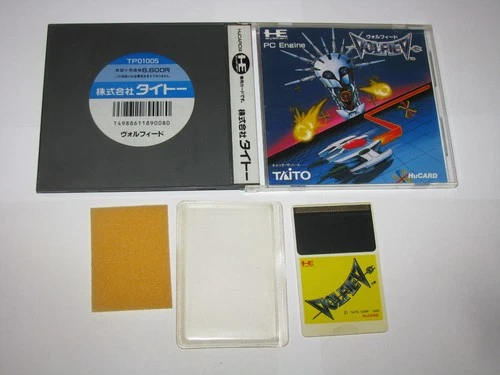 TP01005
6,600円
株式会社 タイトー
T4988611890080
ヴォルフィード
HuCARD
株式会社 タイトー
PC Engine
ヴォルフィード
VOLFIED
TAITO
HuCARD
VOLFIED